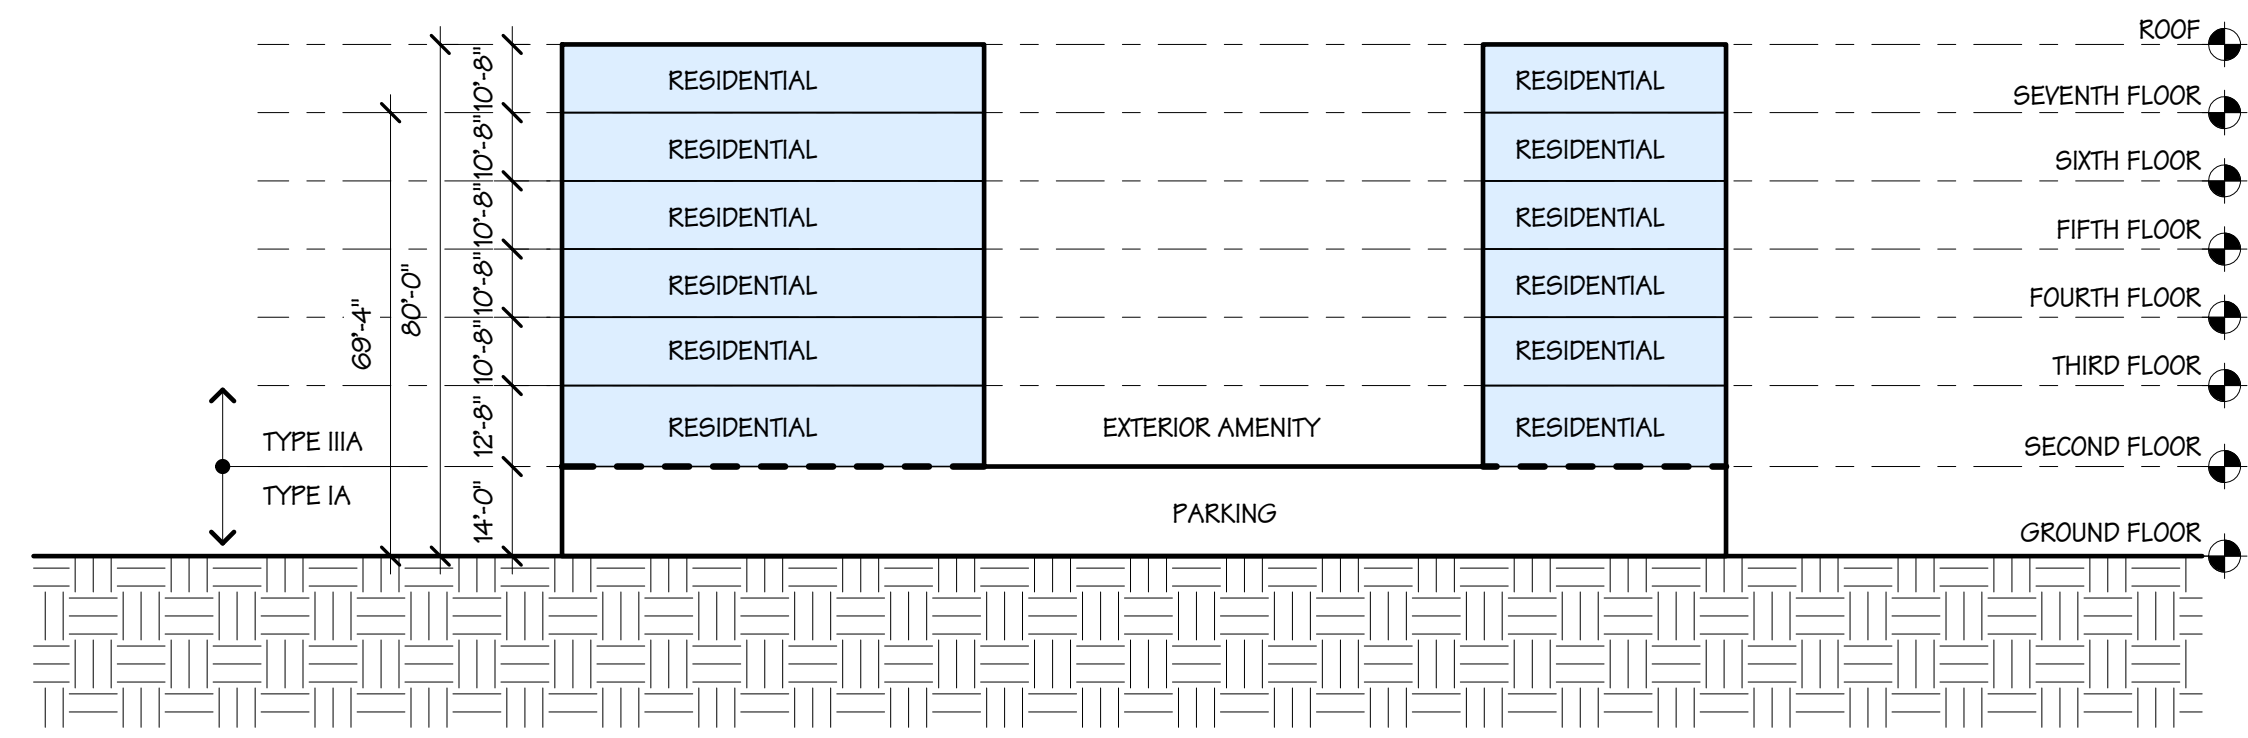 ROOF
10'-8"
RESIDENTIAL
RESIDENTIAL
SEVENTH FLOOR
10'-8"
RESIDENTIAL
RESIDENTIAL
SIXTH FLOOR
10'-8"
RESIDENTIAL
RESIDENTIAL
FIFTH FLOOR
10'-8"
RESIDENTIAL
RESIDENTIAL
FOURTH FLOOR
69'-4"
80'-0"
10'-8"
RESIDENTIAL
RESIDENTIAL
THIRD FLOOR
TYPE IIIA
12'-8"
RESIDENTIAL
EXTERIOR AMENITY
RESIDENTIAL
SECOND FLOOR
TYPE IA
14'-0"
PARKING
GROUND FLOOR